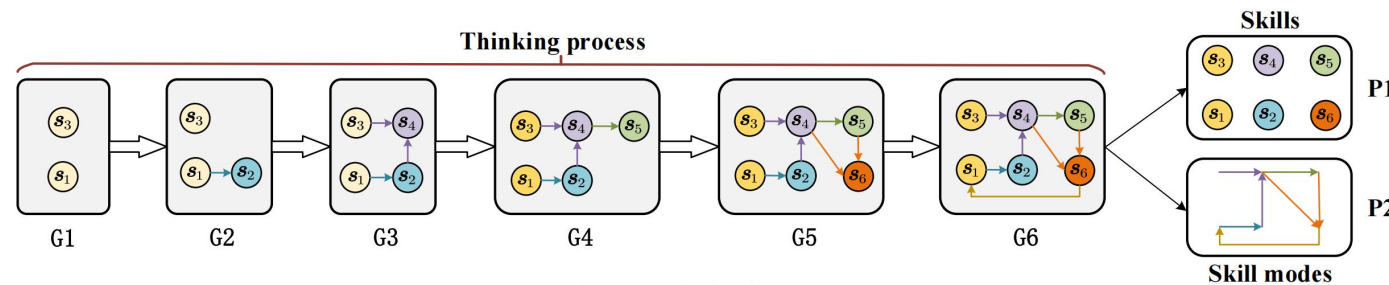 Thinking process
Skills
s3
s1
s3
s1 s2
s3 s4
s1 s2
s3 s4 s5
s1 s2
s3 s4 s5
s1 s2 s6
s3 s4 s5
s1 s2 s6
s3 s4 s5
s1 s2 s6
P1
P2
G1 G2 G3 G4 G5 G6
Skill modes